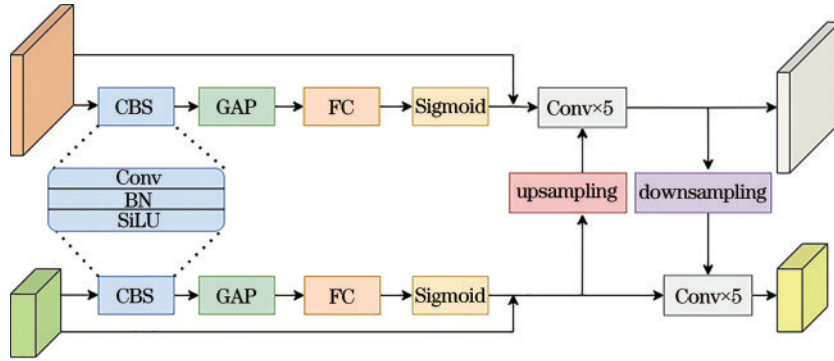 CBS
GAP
FC
Sigmoid
Conv×5
Conv
BN
SiLU
upsampling
downsampling
CBS
GAP
FC
Sigmoid
Conv×5